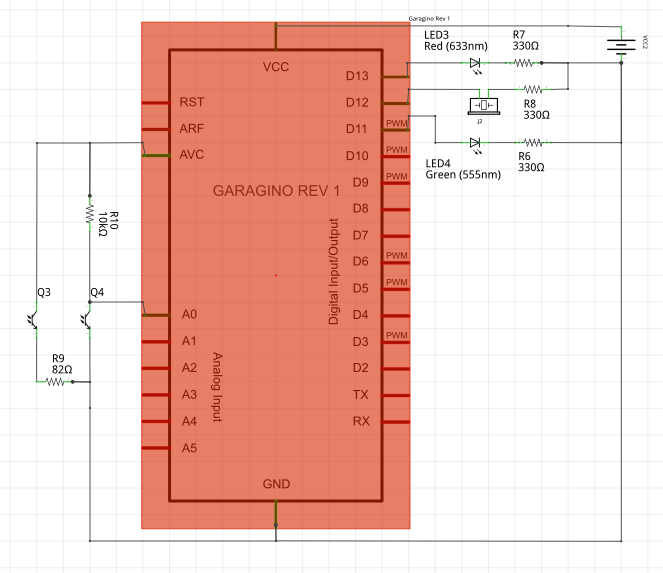 Garagino Rev 1
LED3
Red (633nm)
R7
330Ω
VCC2
VCC
D13
RST
D12
R8
330Ω
J2
ARF
PWM
D11
AVC
D10
PWM
LED4
Green (555nm)
R6
330Ω
GARAGINO REV 1
D9
PWM
R10
10kΩ
D8
D7
Digital Input/Output
D6
PWM
D5
PWM
Q3
Q4
A0
D4
A1
D3
PWM
R9
82Ω
A2
D2
Analog Input
A3
TX
A4
RX
A5
GND